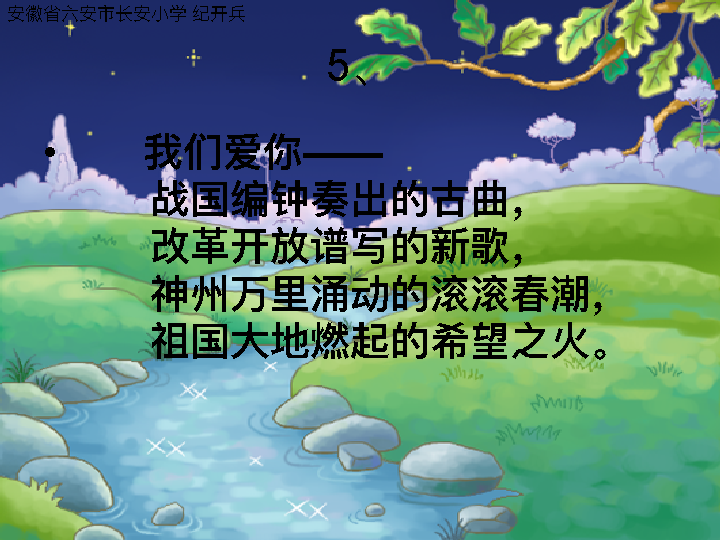 安徽省六安市长安小学 纪开兵
5、
• 我们爱你——
战国编钟奏出的古曲，
改革开放谱写的新歌，
神州万里涌动的滚滚春潮，
祖国大地燃起的希望之火。